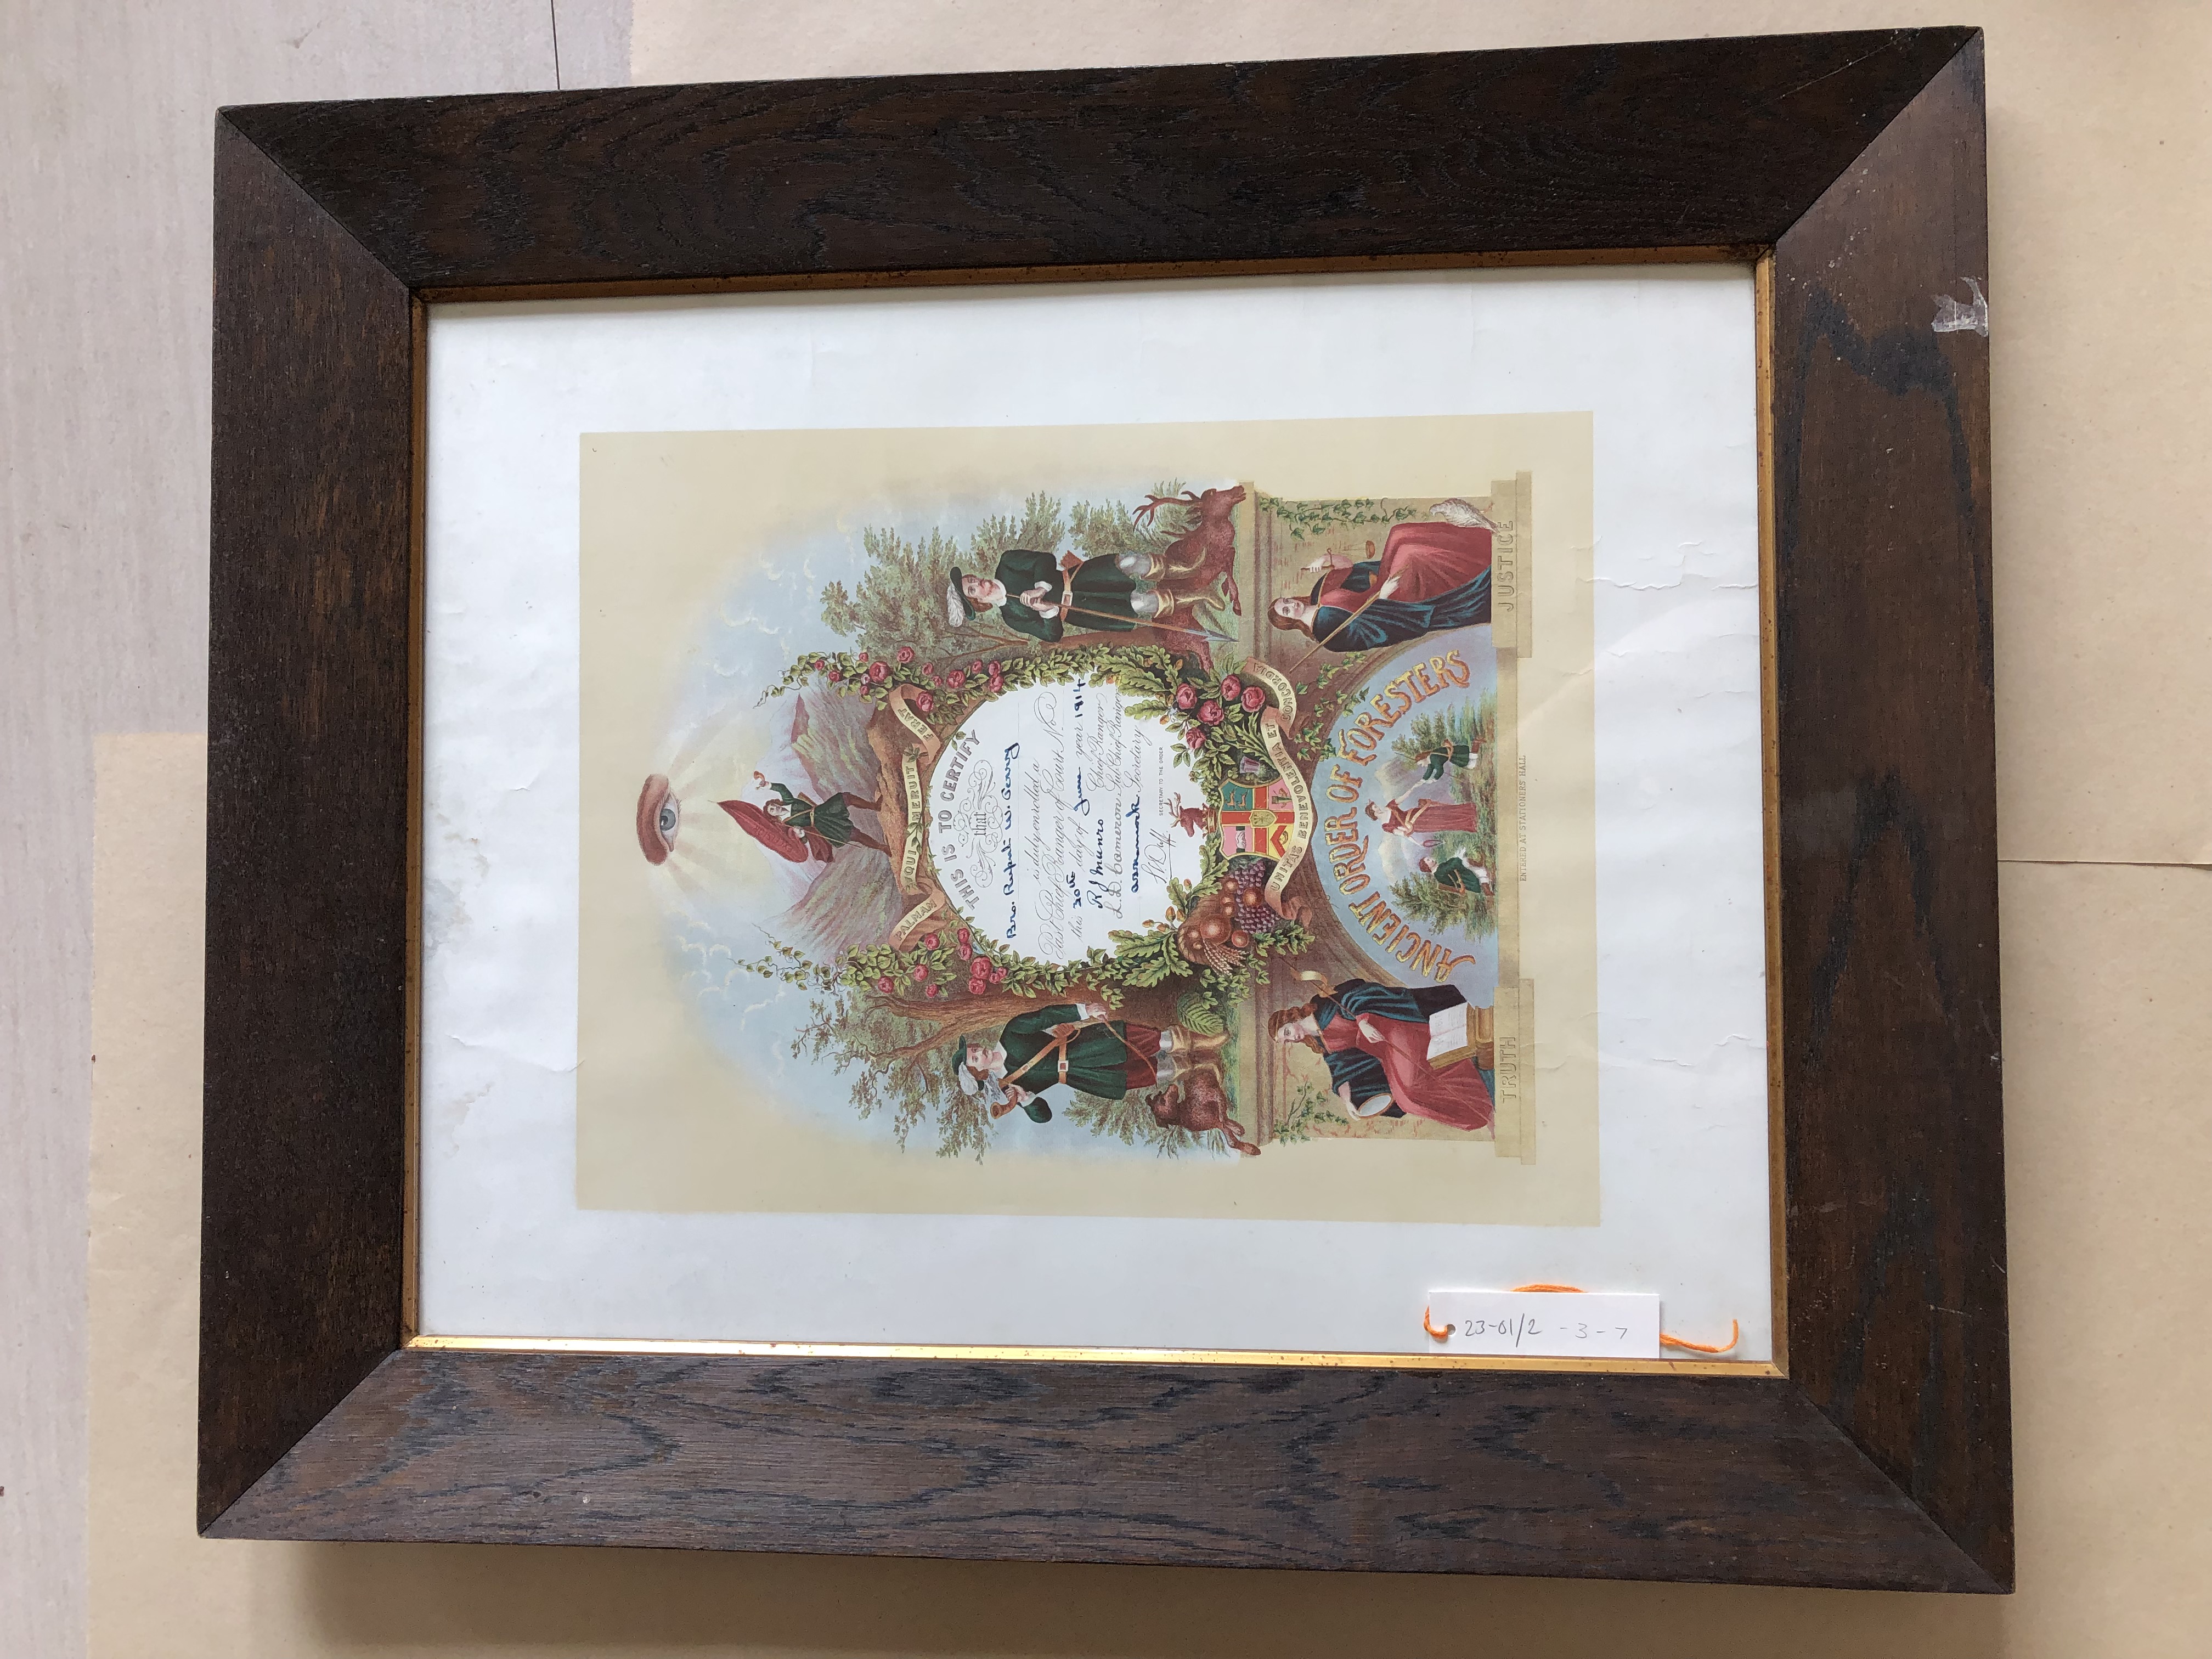 PALMAM QUI MERUIT FERAT
THIS IS TO CERTIFY
that
Bro. Rupert W. Perry
is duly enrolled a
Past Chief Ranger of Court No
this 30th day of June year 1914
R J Munro Chief Ranger
L. D. Cameron Sub Chief Ranger
Secretary
SECRETARY TO THE ORDER
UNITAS BENEVOLENTIA ET CONCORDIA
ANCIENT ORDER OF FORESTERS
TRUTH
JUSTICE
ENTERED AT STATIONERS' HALL
23-61/2 - 3 - 7